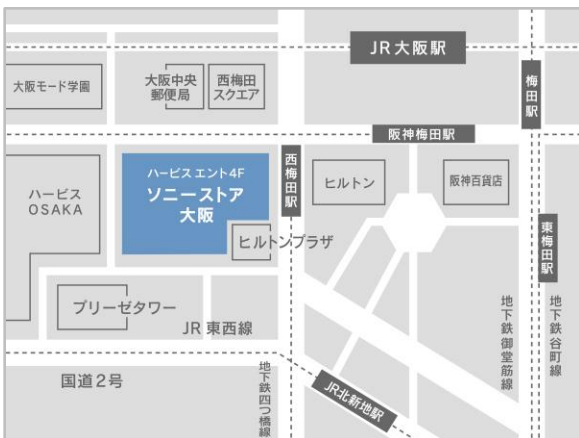 JR大阪駅
梅田駅
大阪モード学園
大阪中央
郵便局
西梅田
スクエア
阪神梅田駅
ハービス
OSAKA
ハービス エント4F
ソニーストア
大阪
西梅田駅
ヒルトン
阪神百貨店
ヒルトンプラザ
東梅田駅
ブリーゼタワー
JR東西線
地下鉄御堂筋線
地下鉄谷町線
国道2号
地下鉄四つ橋線
JR北新地駅